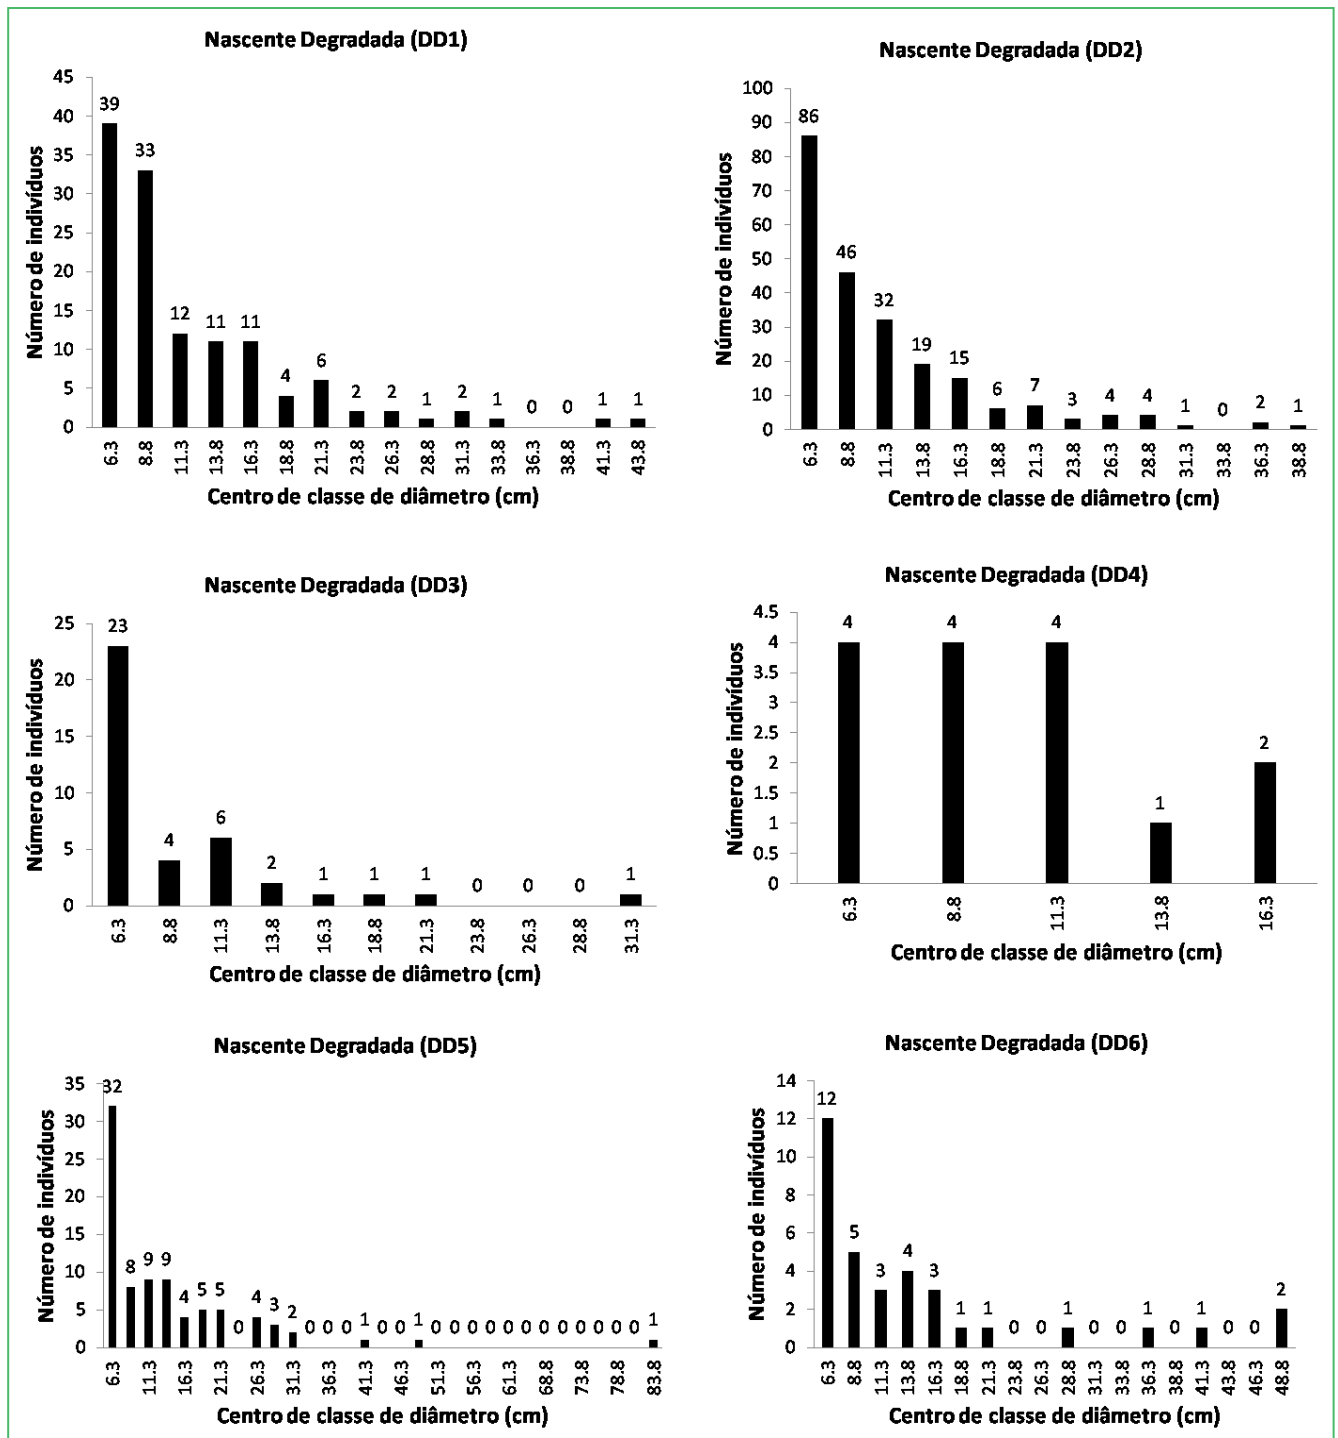 Nascente Degradada (DD1)
Número de indivíduos
45
40
35
30
25
20
15
10
5
0
39 33 12 11 11 4 6 2 2 1 2 1 0 0 1 1
6.3 8.8 11.3 13.8 16.3 18.8 21.3 23.8 26.3 28.8 31.3 33.8 36.3 38.8 41.3 43.8
Centro de classe de diâmetro (cm)
Nascente Degradada (DD2)
Número de indivíduos
100
90
80
70
60
50
40
30
20
10
0
86 46 32 19 15 6 7 3 4 4 1 0 2 1
6.3 8.8 11.3 13.8 16.3 18.8 21.3 23.8 26.3 28.8 31.3 33.8 36.3 38.8
Centro de classe de diâmetro (cm)
Nascente Degradada (DD3)
Número de indivíduos
25
20
15
10
5
0
23 4 6 2 1 1 1 0 0 0 1
6.3 8.8 11.3 13.8 16.3 18.8 21.3 23.8 26.3 28.8 31.3
Centro de classe de diâmetro (cm)
Nascente Degradada (DD4)
Número de indivíduos
4.5
4
3.5
3
2.5
2
1.5
1
0.5
0
4 4 4 1 2
6.3 8.8 11.3 13.8 16.3
Centro de classe de diâmetro (cm)
Nascente Degradada (DD5)
Número de indivíduos
35
30
25
20
15
10
5
0
32 8 9 9 4 5 5 0 4 3 2 0 0 0 1 0 0 1 0 0 0 0 0 0 0 0 0 0 0 0 1
6.3 11.3 16.3 21.3 26.3 31.3 36.3 41.3 46.3 51.3 56.3 61.3 68.8 73.8 78.8 83.8
Centro de classe de diâmetro (cm)
Nascente Degradada (DD6)
Número de indivíduos
14
12
10
8
6
4
2
0
12 5 3 4 3 1 1 0 0 1 0 0 1 0 1 0 0 2
6.3 8.8 11.3 13.8 16.3 18.8 21.3 23.8 26.3 28.8 31.3 33.8 36.3 38.8 41.3 43.8 46.3 48.8
Centro de classe de diâmetro (cm)